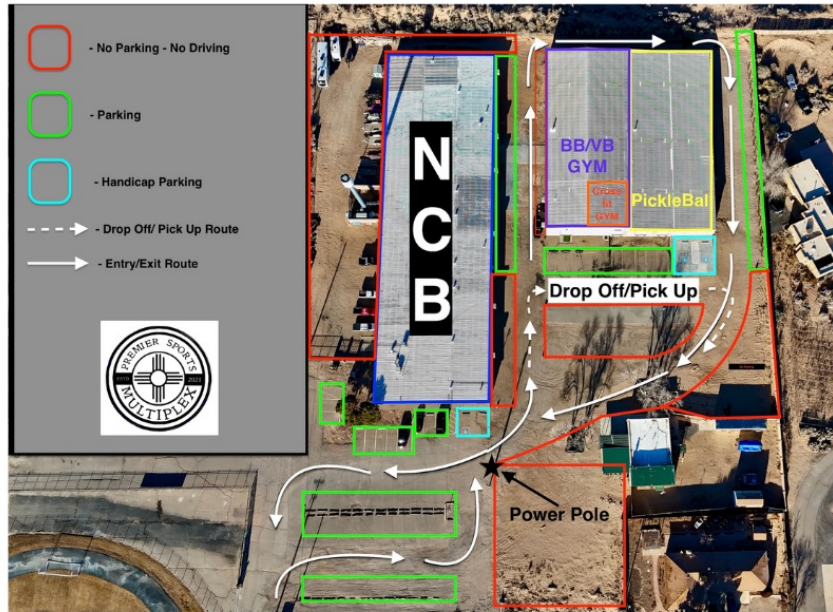 - No Parking - No Driving
- Parking
- Handicap Parking
- Drop Off/ Pick Up Route
- Entry/Exit Route
PREMIER SPORTS
2023
MULTIPLEX
N
C
B
BB/VB
GYM
Cross
fit
GYM
PickleBal
Drop Off/Pick Up
Power Pole